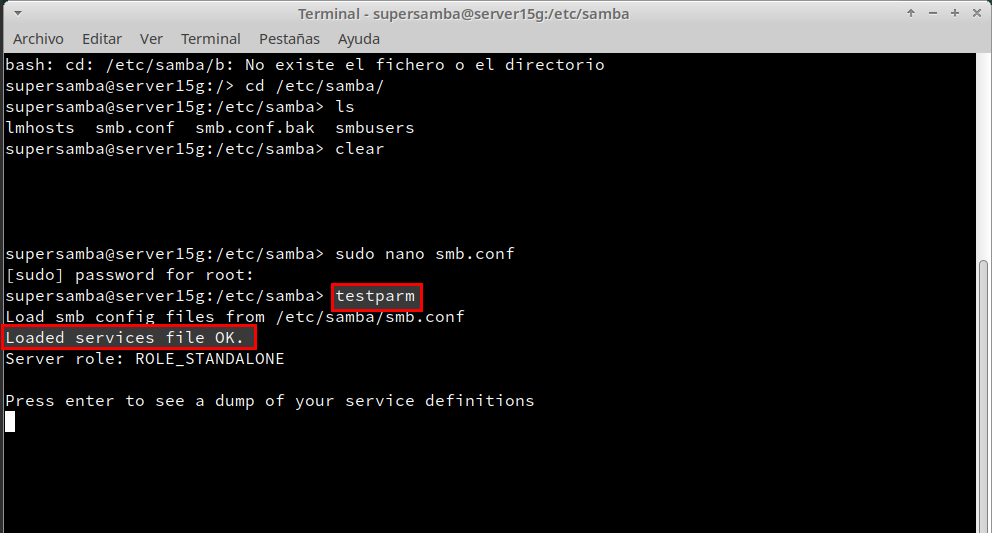 Terminal - supersamba@server15g:/etc/samba
Archivo Editar Ver Terminal Pestañas Ayuda
bash: cd: /etc/samba/b: No existe el fichero o el directorio
supersamba@server15g:/> cd /etc/samba/
supersamba@server15g:/etc/samba> ls
lmhosts  smb.conf  smb.conf.bak  smbusers
supersamba@server15g:/etc/samba> clear
supersamba@server15g:/etc/samba> sudo nano smb.conf
[sudo] password for root:
supersamba@server15g:/etc/samba> testparm
Load smb config files from /etc/samba/smb.conf
Loaded services file OK.
Server role: ROLE_STANDALONE
Press enter to see a dump of your service definitions